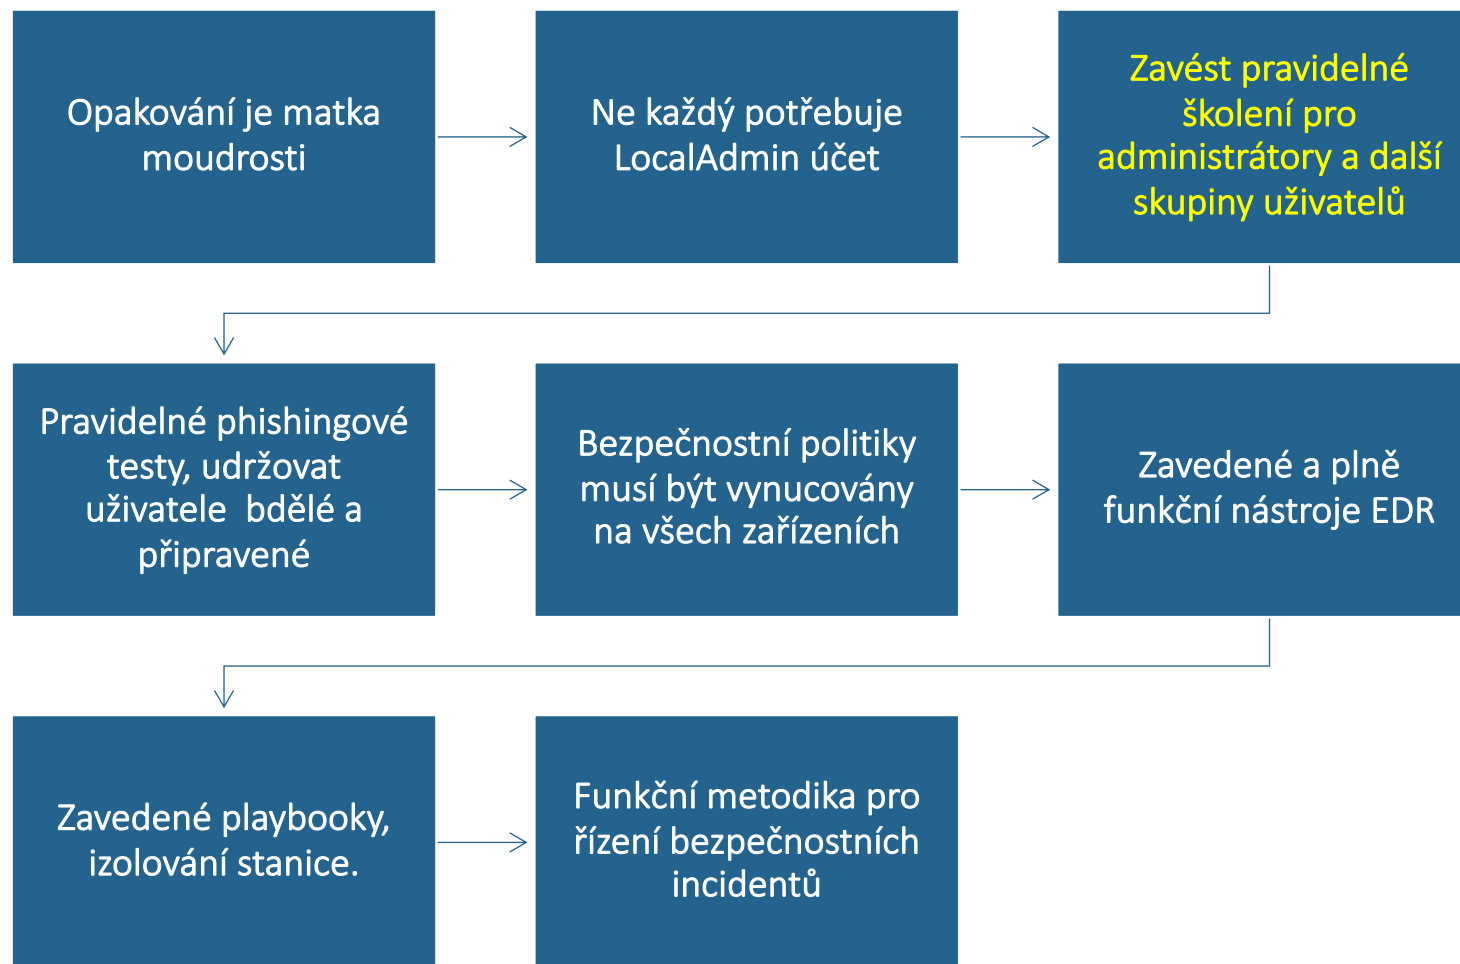 Opakování je matka
moudrosti
Ne každý potřebuje
LocalAdmin účet
Zavést pravidelné
školení pro
administrátory a další
skupiny uživatelů
Pravidelné phishingové
testy, udržovat
uživatele  bdělé a
připravené
Bezpečnostní politiky
musí být vynucovány
na všech zařízeních
Zavedené a plně
funkční nástroje EDR
Zavedené playbooky,
izolování stanice.
Funkční metodika pro
řízení bezpečnostních
incidentů